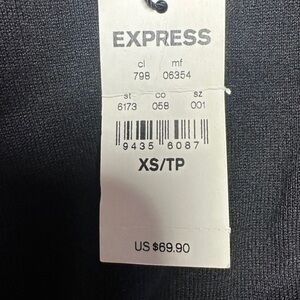 EXPRESS
cl mf
798 06354
st co sz
6173 058 001
9435 6087
XS/TP
US $69.90